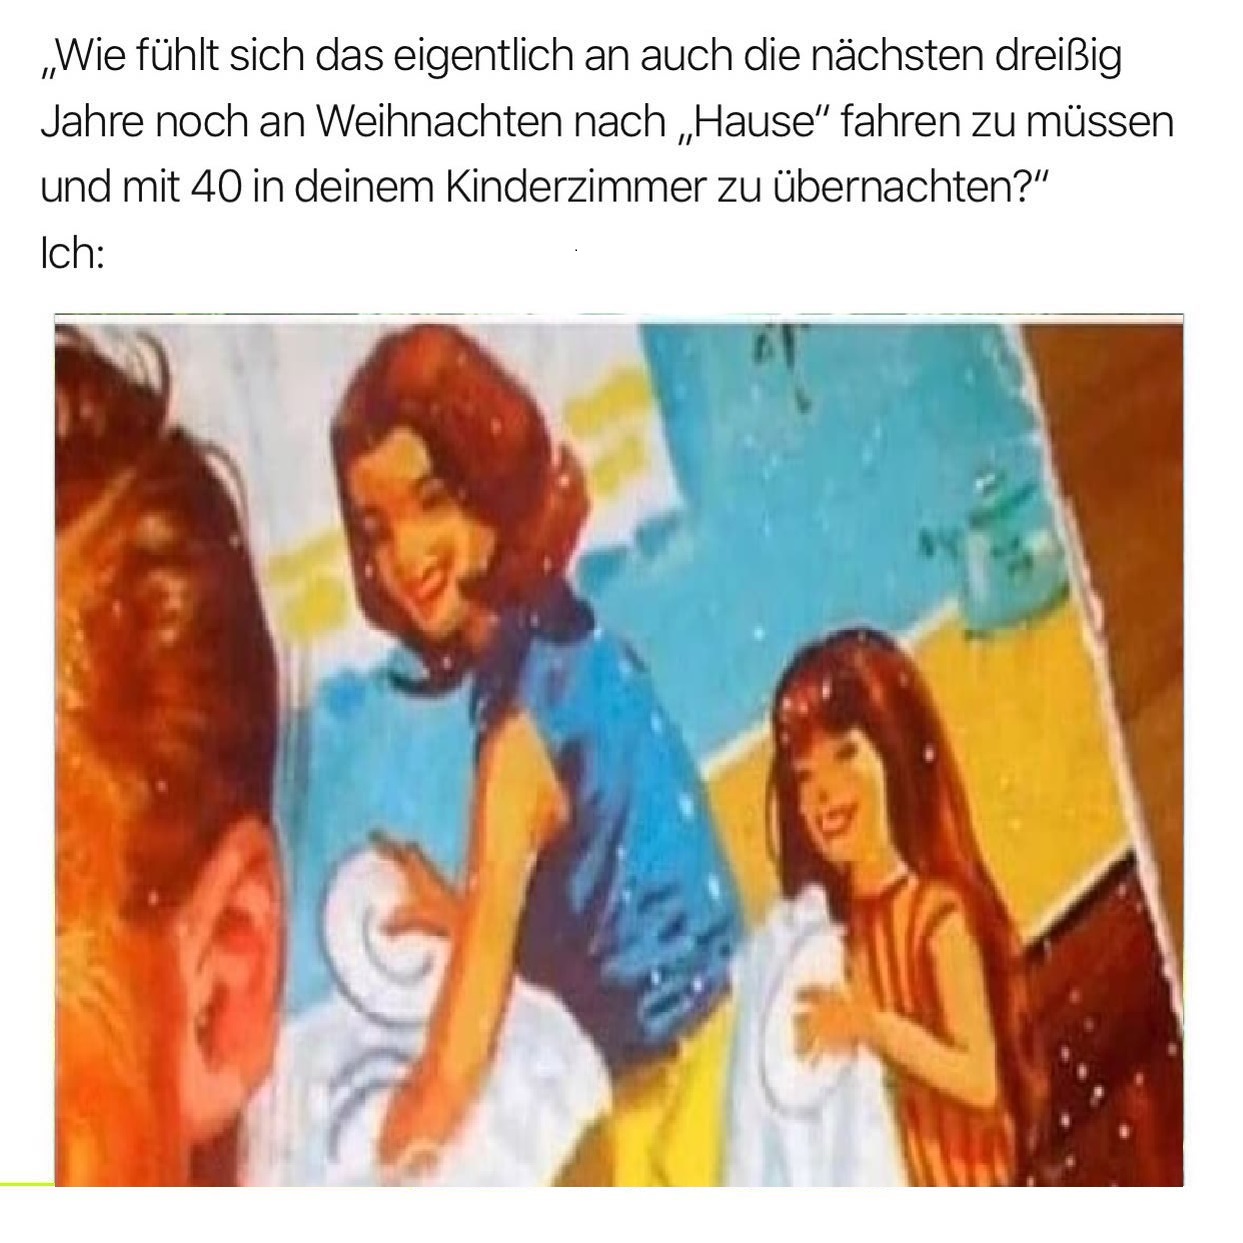 „Wie fühlt sich das eigentlich an auch die nächsten dreißig
Jahre noch an Weihnachten nach „Hause“ fahren zu müssen
und mit 40 in deinem Kinderzimmer zu übernachten?“
Ich: